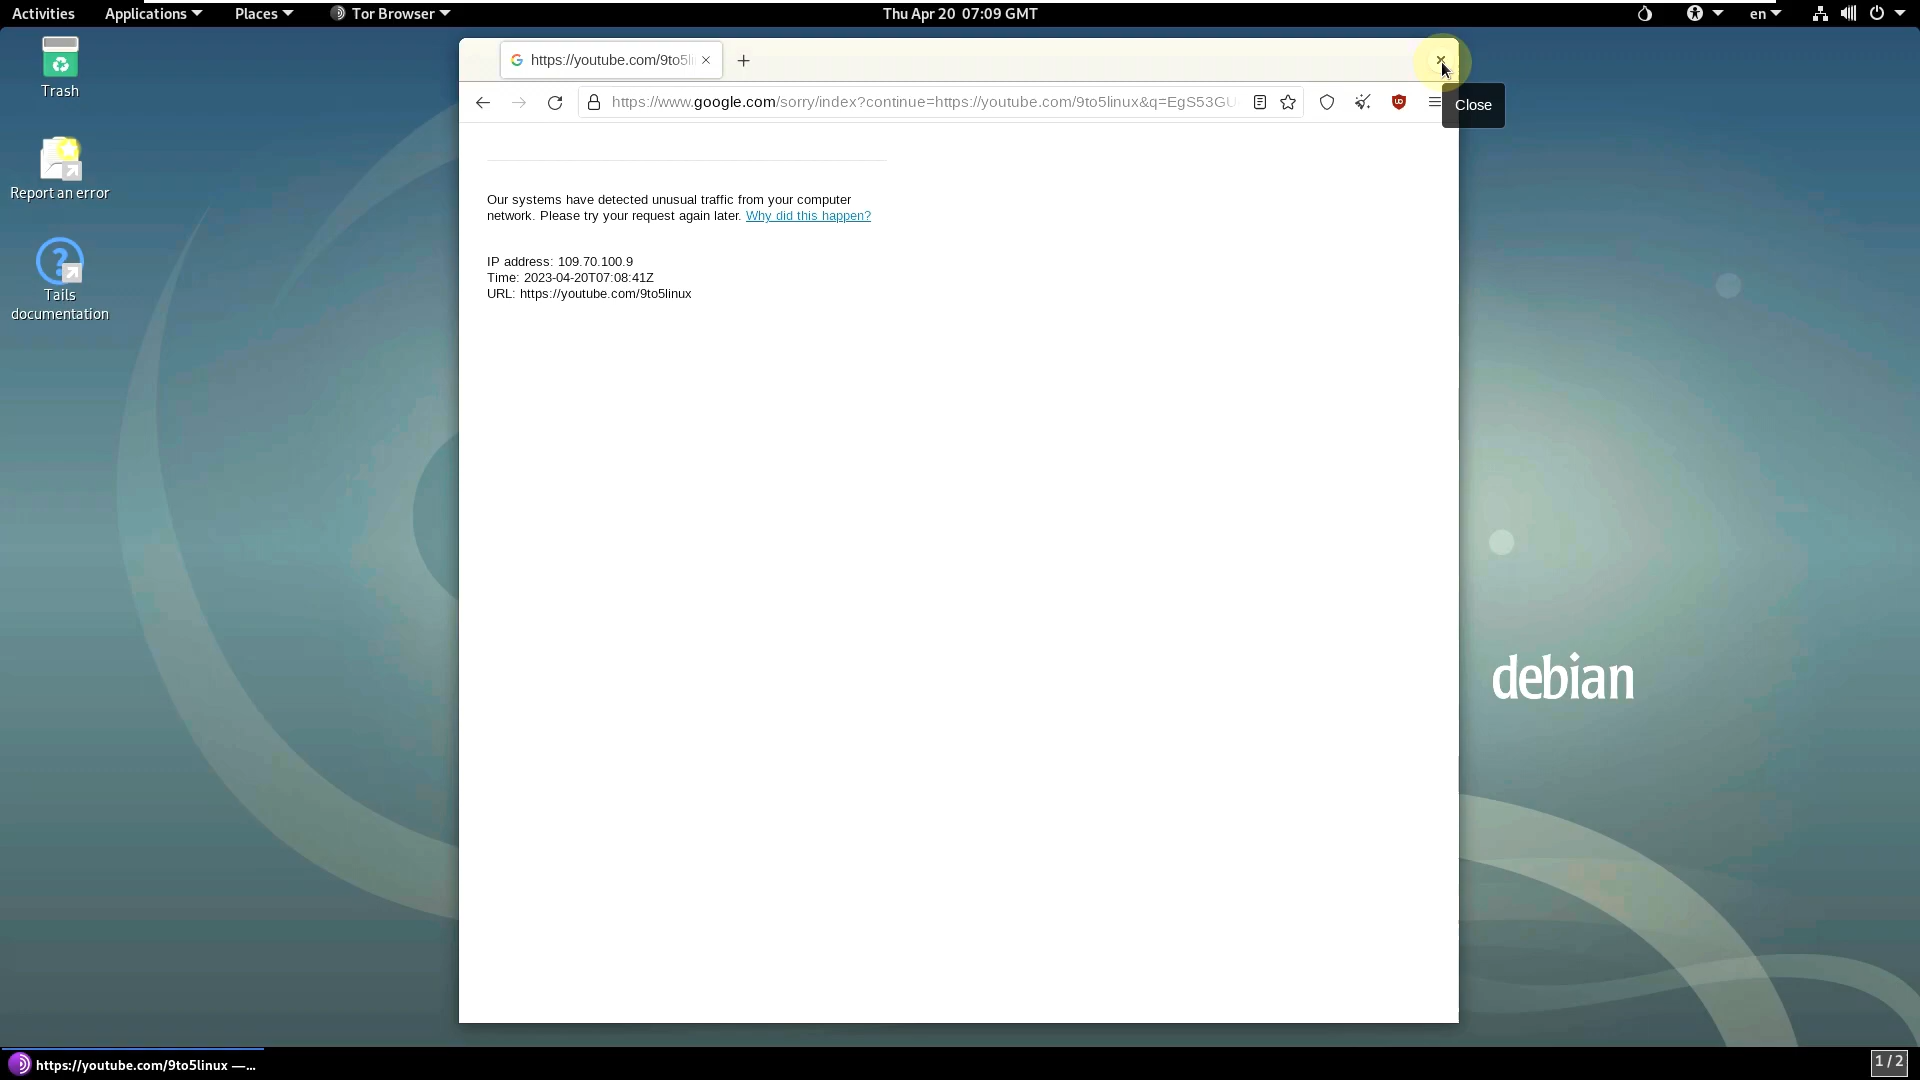 Activities Applications Places Tor Browser Thu Apr 20 07:09 GMT en
Trash
Report an error
Tails
documentation
https://youtube.com/9to5li
https://www.google.com/sorry/index?continue=https://youtube.com/9to5linux&q=EgS53GU
Close
Our systems have detected unusual traffic from your computer
network. Please try your request again later. Why did this happen?
IP address: 109.70.100.9
Time: 2023-04-20T07:08:41Z
URL: https://youtube.com/9to5linux
debian
https://youtube.com/9to5linux —...
1 / 2